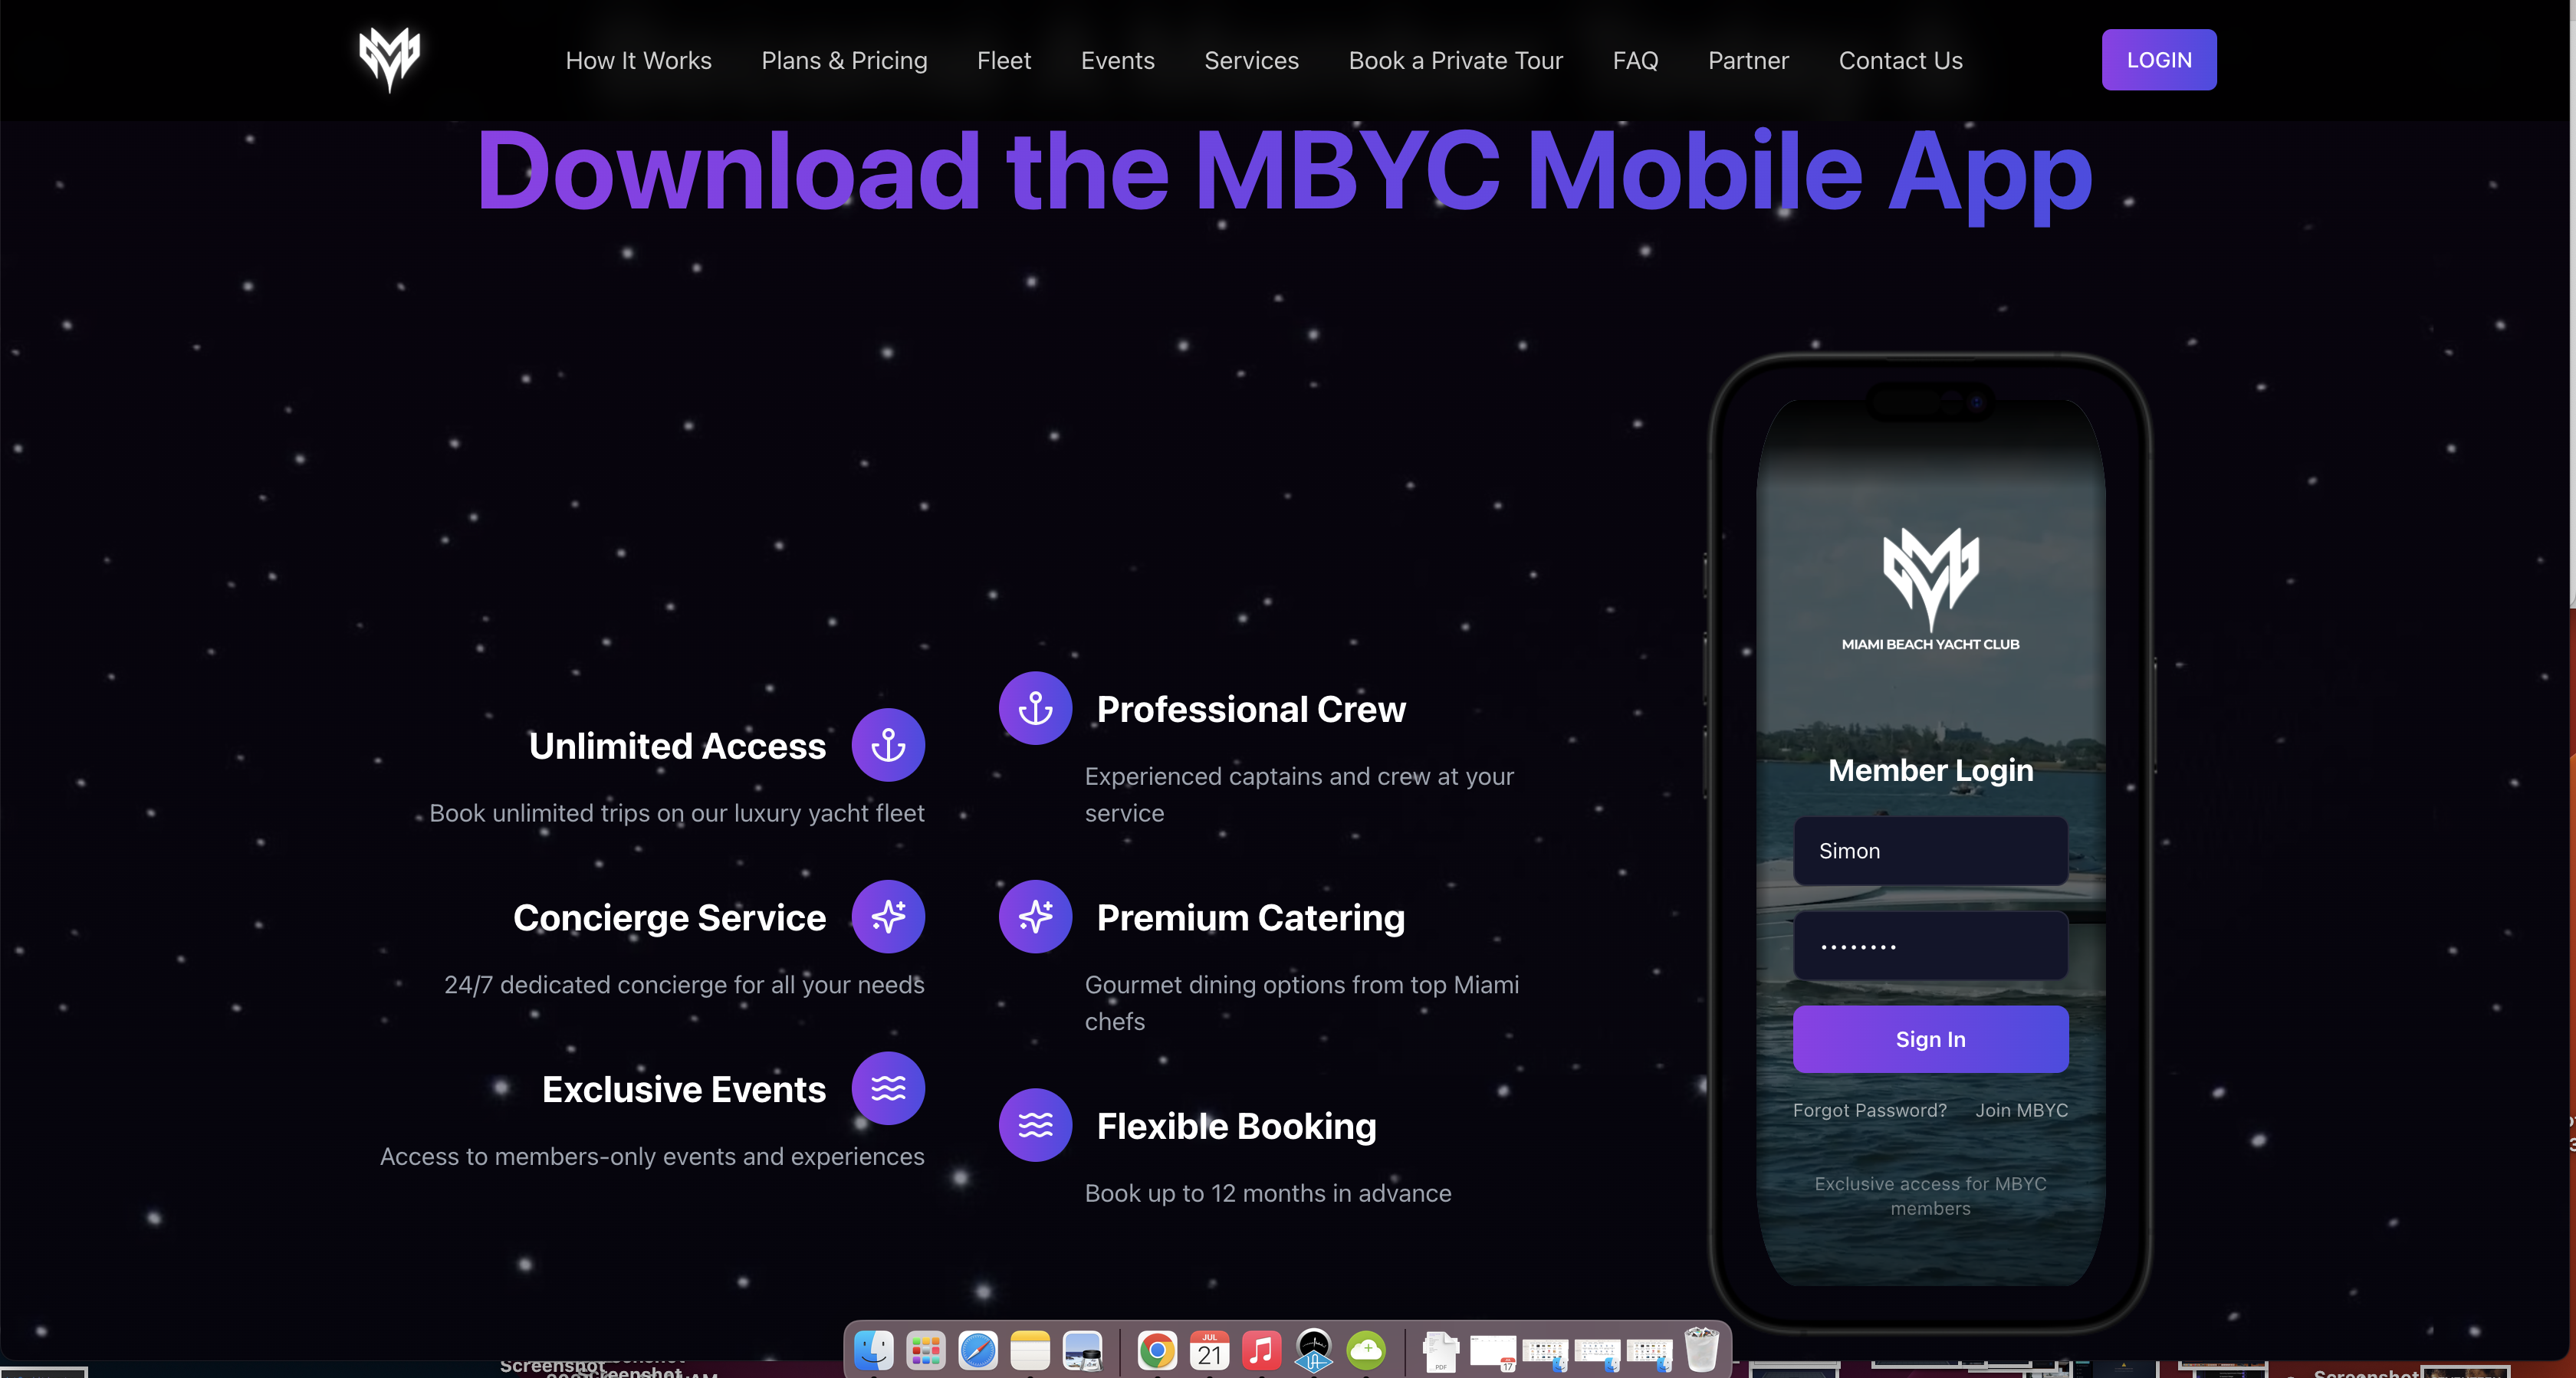 How It Works
Plans & Pricing
Fleet
Events
Services
Book a Private Tour
FAQ
Partner
Contact Us
LOGIN
Download the MBYC Mobile App
Unlimited Access
Book unlimited trips on our luxury yacht fleet
Concierge Service
24/7 dedicated concierge for all your needs
Exclusive Events
Access to members-only events and experiences
Professional Crew
Experienced captains and crew at your
service
Premium Catering
Gourmet dining options from top Miami
chefs
Flexible Booking
Book up to 12 months in advance
MIAMI BEACH YACHT CLUB
Member Login
Simon
Sign In
Forgot Password?
Join MBYC
Exclusive access for MBYC
members
JUL
21
PDF
17
Screenshot
Screenshot
Screenshot